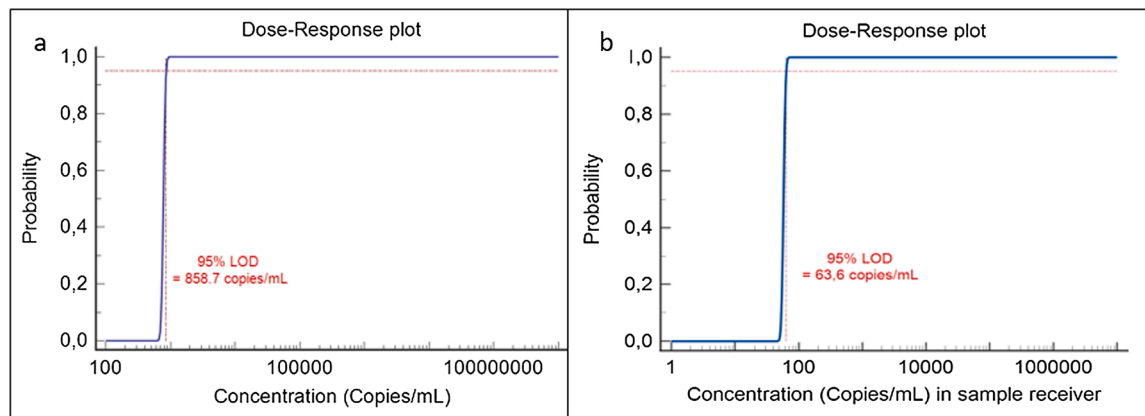 a
Dose-Response plot
1,0
0,8
0,6
0,4
0,2
0,0
Probability
95% LOD
= 858.7 copies/mL
100
100000
100000000
Concentration (Copies/mL)
b
Dose-Response plot
1,0
0,8
0,6
0,4
0,2
0,0
Probability
95% LOD
= 63,6 copies/mL
1
100
10000
1000000
Concentration (Copies/mL) in sample receiver